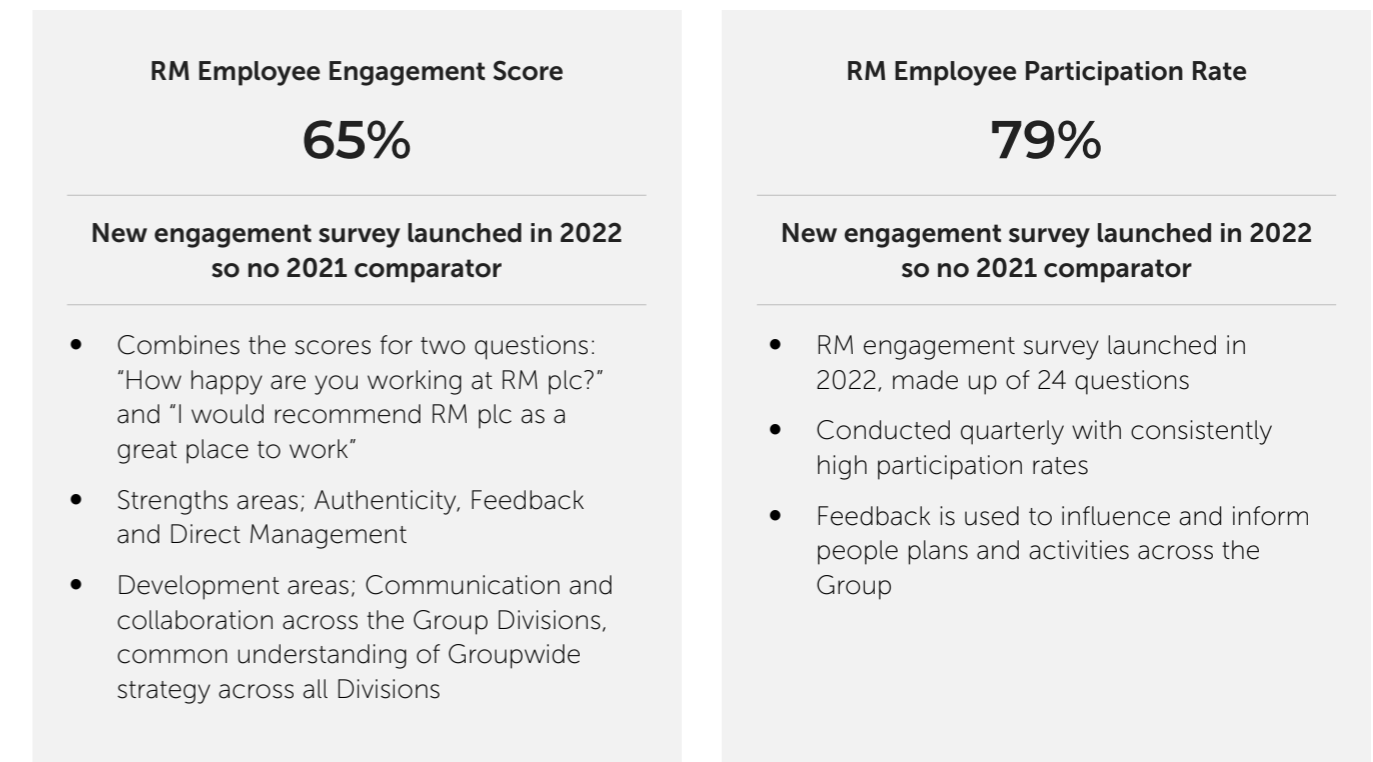 RM Employee Engagement Score
65%
New engagement survey launched in 2022
so no 2021 comparator
• Combines the scores for two questions:
“How happy are you working at RM plc?”
and “I would recommend RM plc as a
great place to work”
• Strengths areas; Authenticity, Feedback
and Direct Management
• Development areas; Communication and
collaboration across the Group Divisions,
common understanding of Groupwide
strategy across all Divisions
RM Employee Participation Rate
79%
New engagement survey launched in 2022
so no 2021 comparator
• RM engagement survey launched in
2022, made up of 24 questions
• Conducted quarterly with consistently
high participation rates
• Feedback is used to influence and inform
people plans and activities across the
Group